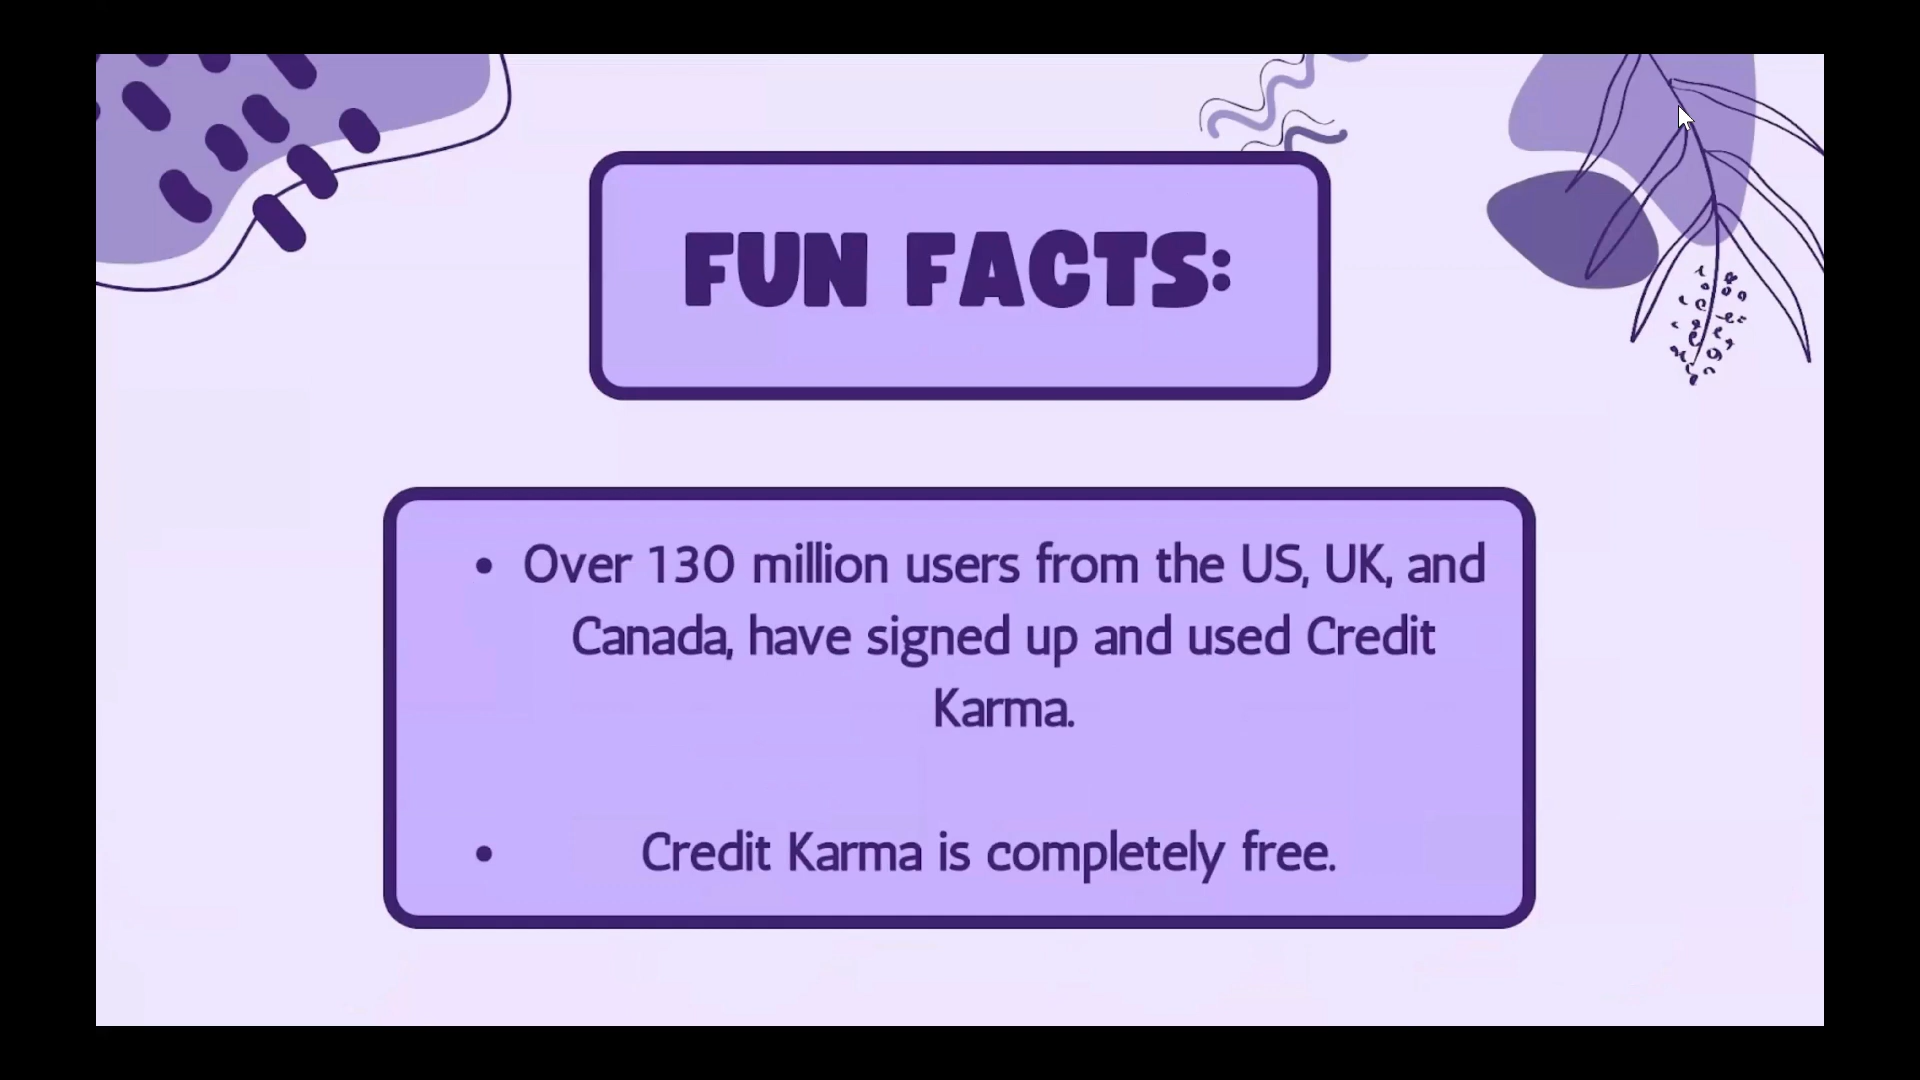 FUN FACTS:
• Over 130 million users from the US, UK, and
Canada, have signed up and used Credit
Karma.
• Credit Karma is completely free.